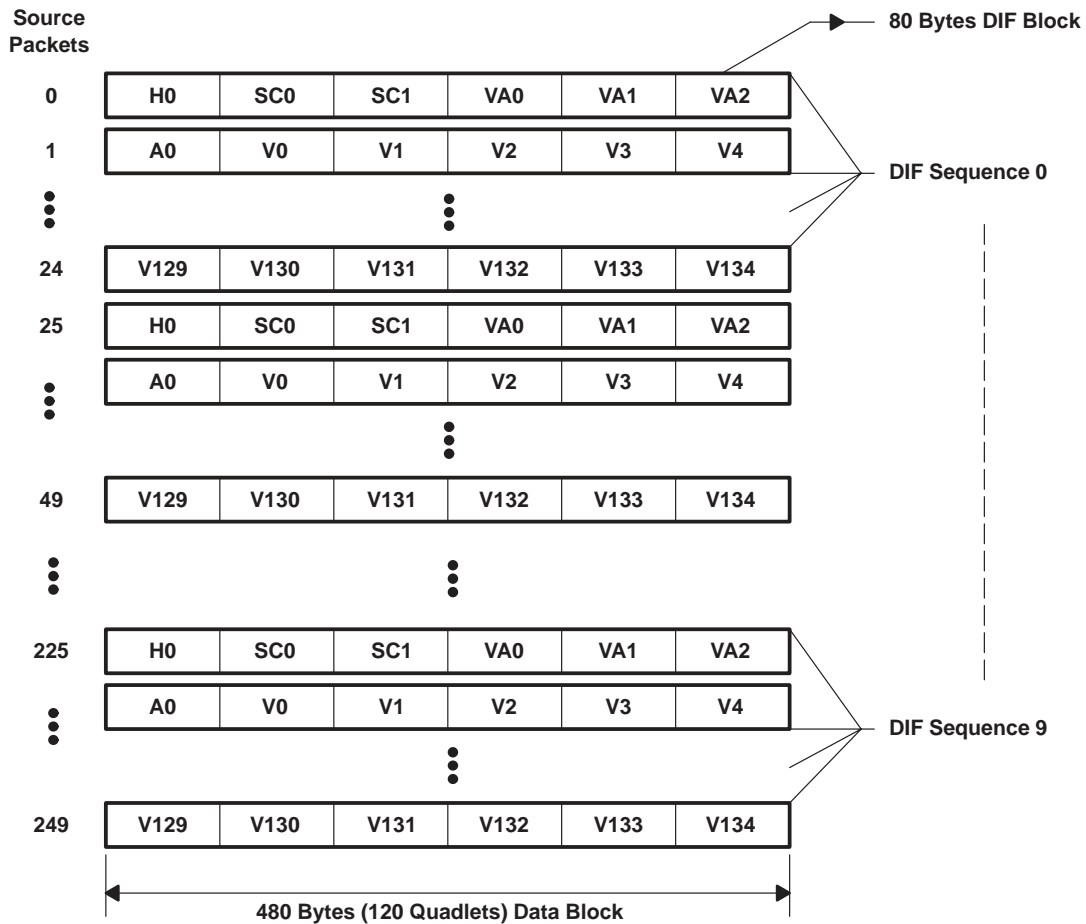 Source
Packets
80 Bytes DIF Block
0 H0 SC0 SC1 VA0 VA1 VA2
1 A0 V0 V1 V2 V3 V4
DIF Sequence 0
24 V129 V130 V131 V132 V133 V134
25 H0 SC0 SC1 VA0 VA1 VA2
A0 V0 V1 V2 V3 V4
49 V129 V130 V131 V132 V133 V134
225 H0 SC0 SC1 VA0 VA1 VA2
A0 V0 V1 V2 V3 V4
DIF Sequence 9
249 V129 V130 V131 V132 V133 V134
480 Bytes (120 Quadlets) Data Block